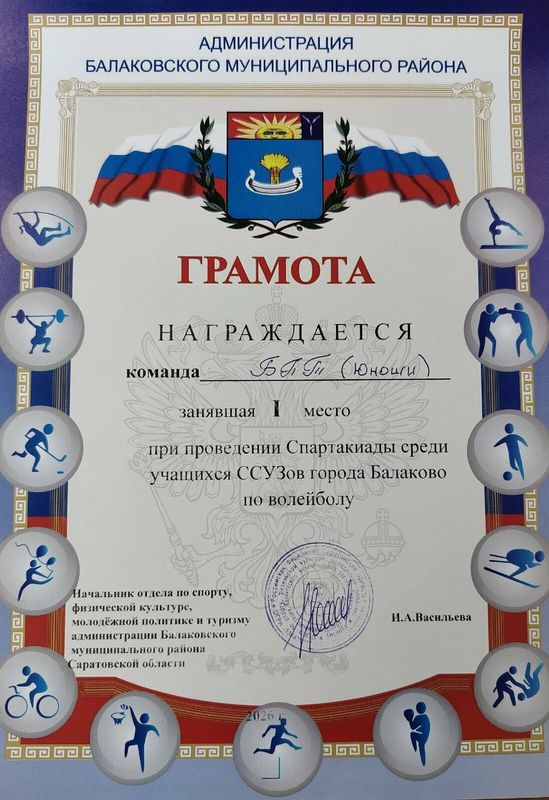 АДМИНИСТРАЦИЯ
БАЛАКОВСКОГО МУНИЦИПАЛЬНОГО РАЙОНА
ГРАМОТА
НАГРАЖДАЕТСЯ
команда БПТ (Юноши)
занявшая I место
при проведении Спартакиады среди
учащихся ССУЗов города Балаково
по волейболу
Начальник отдела по спорту,
физической культуре,
молодёжной политике и туризму
администрации Балаковского
муниципального района
Саратовской области
И.А.Васильева
2026 г.